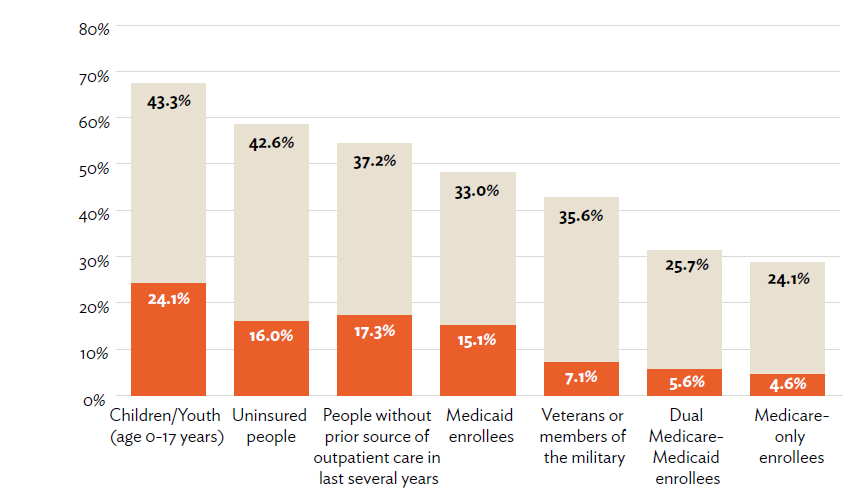 80%
70%
60%
50%
40%
30%
20%
10%
0%
43.3%
42.6%
37.2%
33.0%
35.6%
25.7%
24.1%
24.1%
16.0%
17.3%
15.1%
7.1%
5.6%
4.6%
Children/Youth
(age 0-17 years)
Uninsured
people
People without
prior source of
outpatient care in
last several years
Medicaid
enrollees
Veterans or
members of
the military
Dual
Medicare-
Medicaid
enrollees
Medicare-
only
enrollees